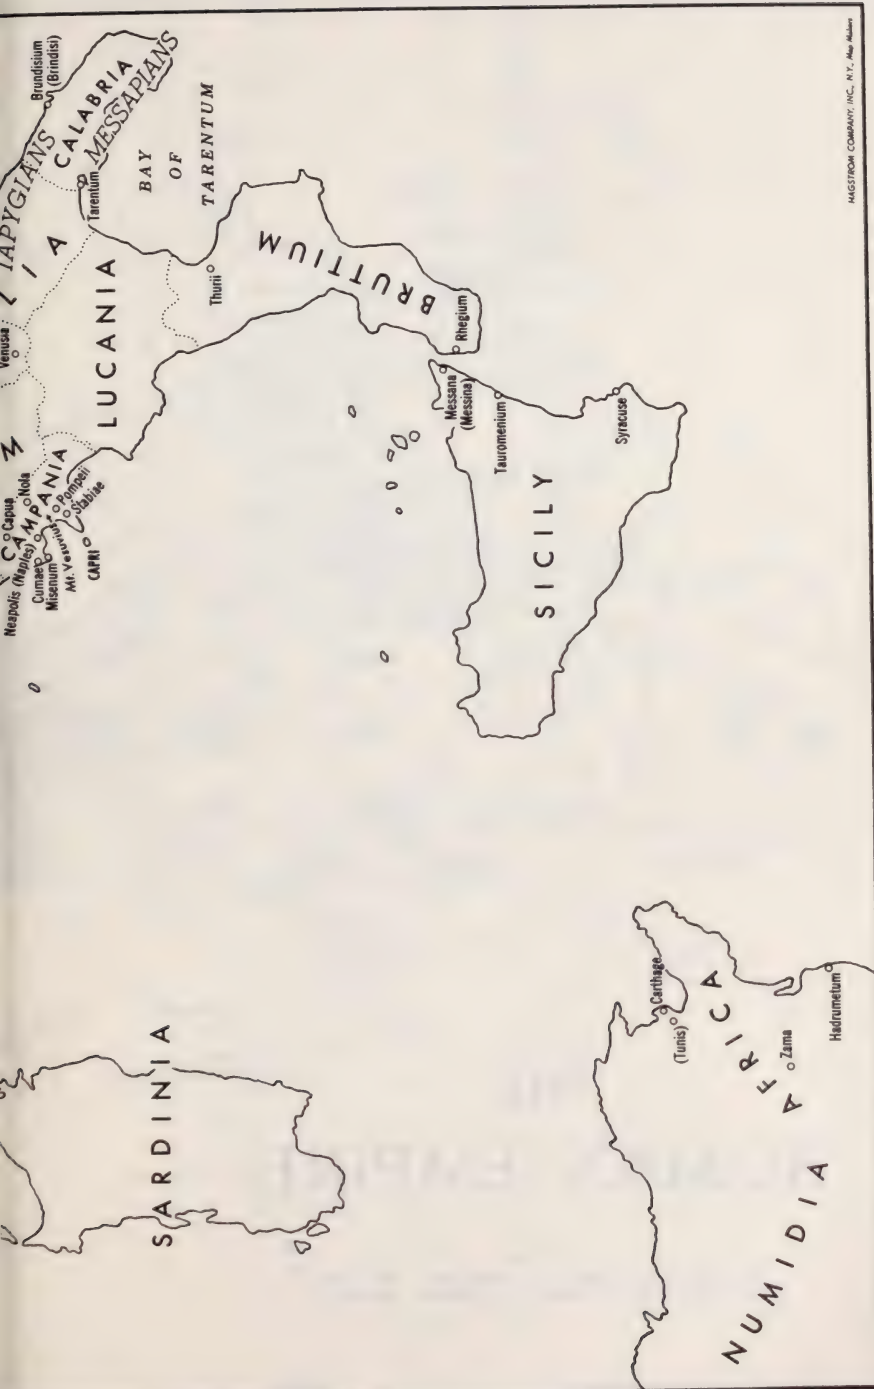 Brundisium
(Brindisi)
IAPYGIANS
CALABRIA
MESSAPIANS
Tarentum
BAY
OF
TARENTUM
L I A
Venusia
LUCANIA
Thurii
BRUTTIUM
Rhegium
M
Capua
Nola
CAMPANIA
Neapolis (Naples)
Cumae
Misenum
Mt. Vesuvius
Pompeii
Stabiae
CAPRI
Messana
(Messina)
Tauromenium
Syracuse
SICILY
SARDINIA
Carthage
(Tunis)
AFRICA
Zama
Hadrumetum
NUMIDIA
HAGSTROM COMPANY, INC., N.Y., Map Makers